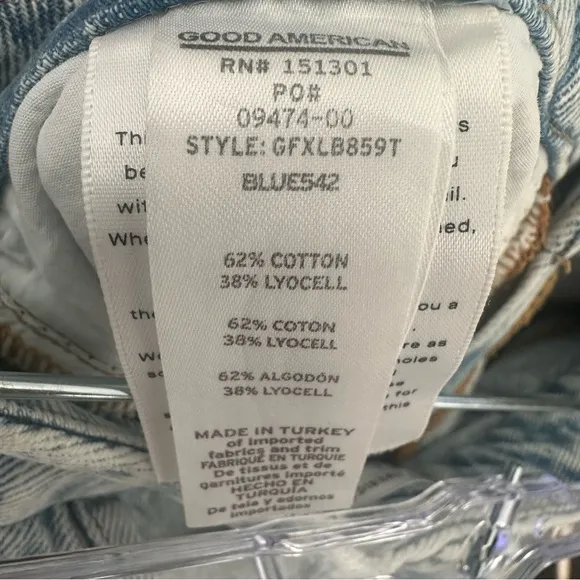 GOOD AMERICAN
RN# 151301
PO#
09474-00
STYLE: GFXLB859T
BLUE542
62% COTTON
38% LYOCELL
62% COTON
38% LYOCELL
62% ALGODÓN
38% LYOCELL
MADE IN TURKEY
of imported
fabrics and trim
FABRIQUÉ EN TURQUIE
De tissus et de
garnitures importé
HECHO EN
TURQUÍA
De tela y adornos
importados